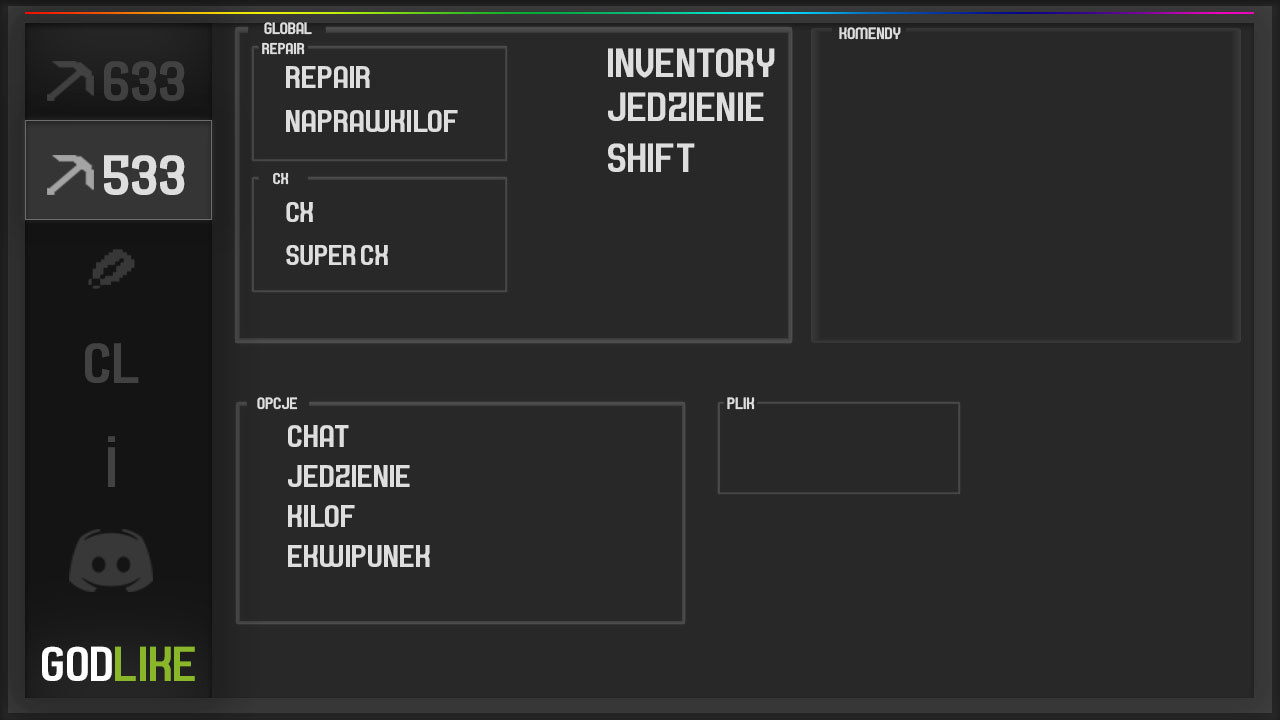 633
533
CL
i
GODLIKE
GLOBAL
REPAIR
REPAIR
NAPRAWKILOF
CX
CX
SUPER CX
INVENTORY
JEDZIENIE
SHIFT
KOMENDY
OPCJE
CHAT
JEDZIENIE
KILOF
EKWIPUNEK
PLIK